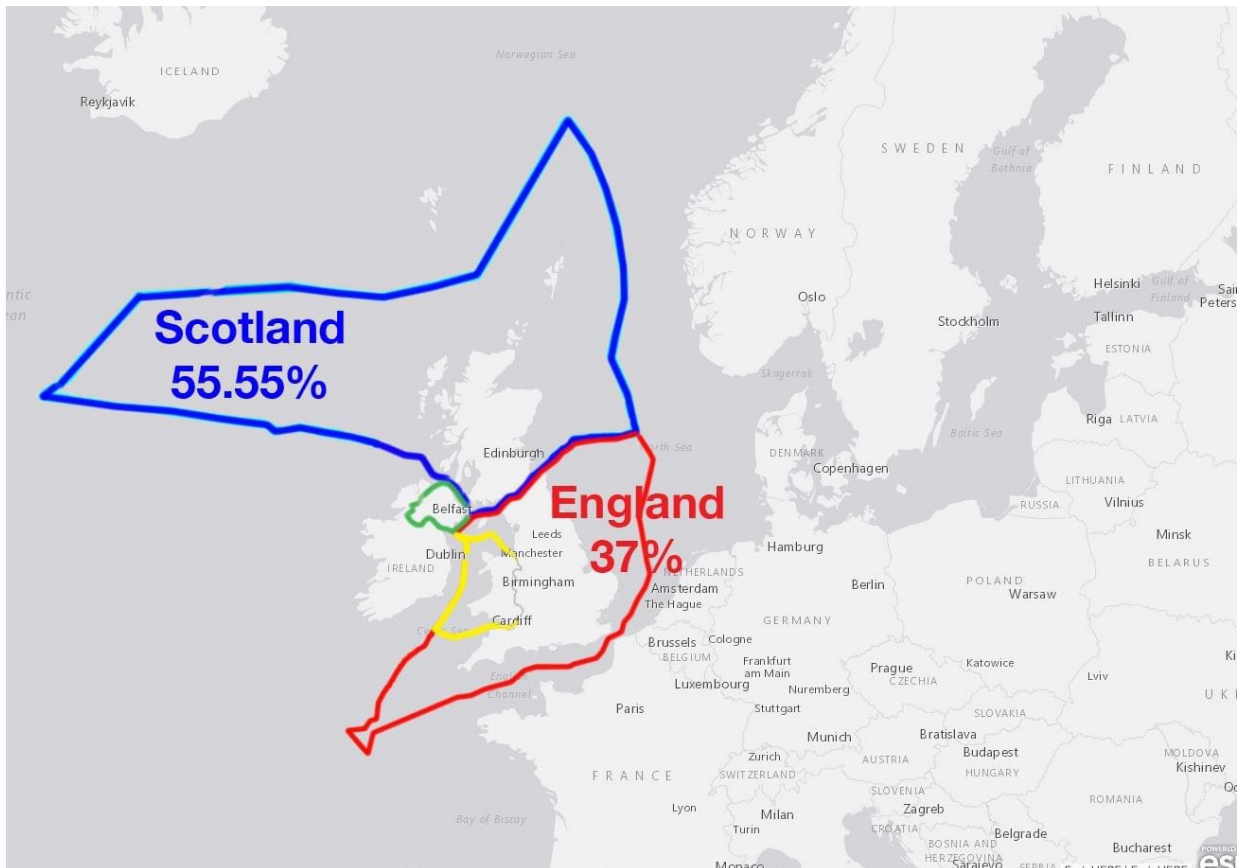 Norwegian Sea
ICELAND
Reykjavík
SWEDEN
Gulf of
Bothnia
FINLAND
NORWAY
Helsinki
Gulf of
Finland
Oslo
Stockholm
Tallinn
ESTONIA
Scotland
55.55%
Skagerrak
Riga
LATVIA
Baltic Sea
North Sea
Edinburgh
DENMARK
Copenhagen
LITHUANIA
Vilnius
RUSSIA
England
37%
Belfast
Leeds
Minsk
Hamburg
Dublin
Manchester
IRELAND
BELARUS
NETHERLANDS
Birmingham
Amsterdam
Berlin
POLAND
Warsaw
The Hague
Cardiff
GERMANY
Brussels
Cologne
BELGIUM
Frankfurt
am Main
Prague
Katowice
Lviv
English
Channel
Luxembourg
CZECHIA
Nuremberg
Paris
Stuttgart
SLOVAKIA
Munich
Bratislava
Budapest
MOLDOVA
Kishinev
Zurich
AUSTRIA
FRANCE
SWITZERLAND
HUNGARY
SLOVENIA
Lyon
Milan
Zagreb
ROMANIA
Bay of Biscay
Turin
CROATIA
Belgrade
BOSNIA AND
HERZEGOVINA
Bucharest
POWERED